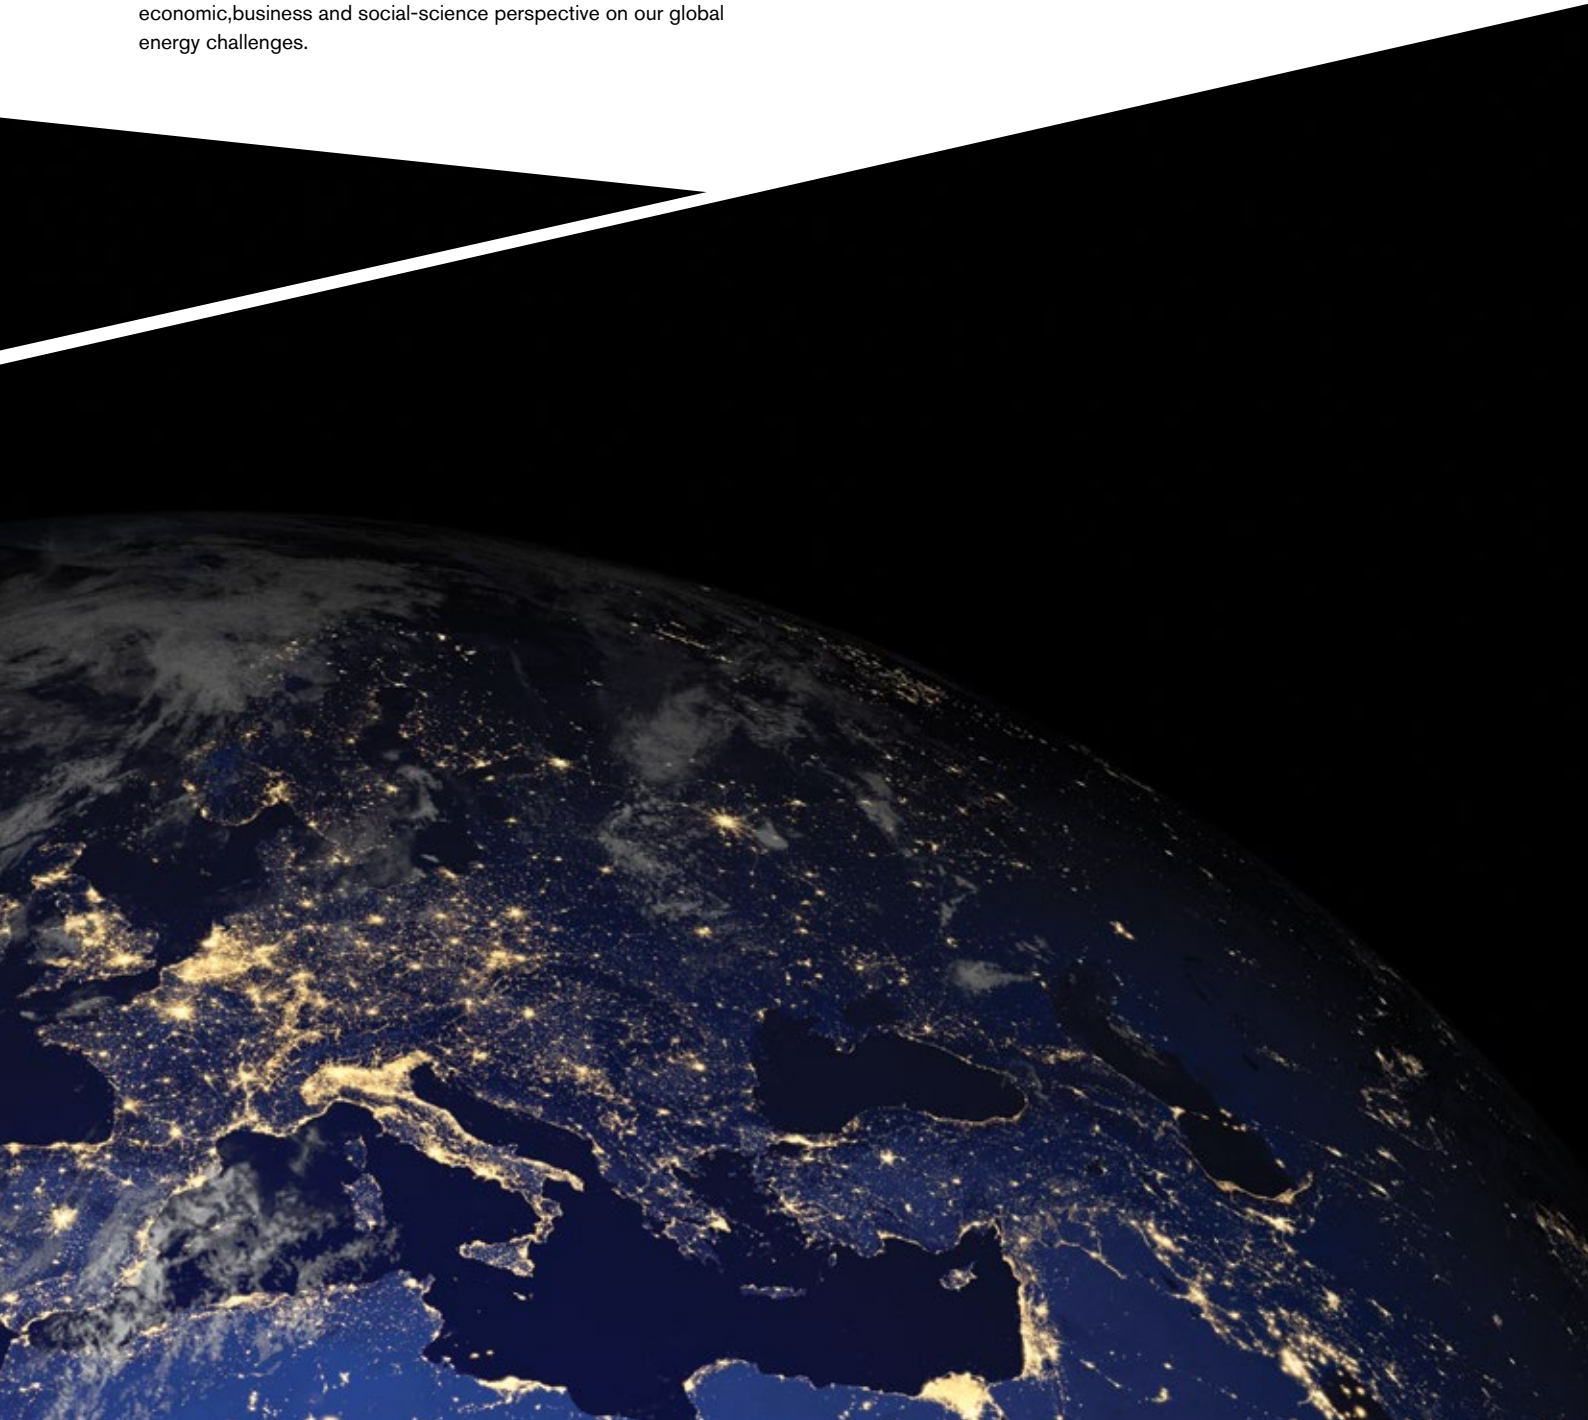 economic,business and social-science perspective on our global
energy challenges.